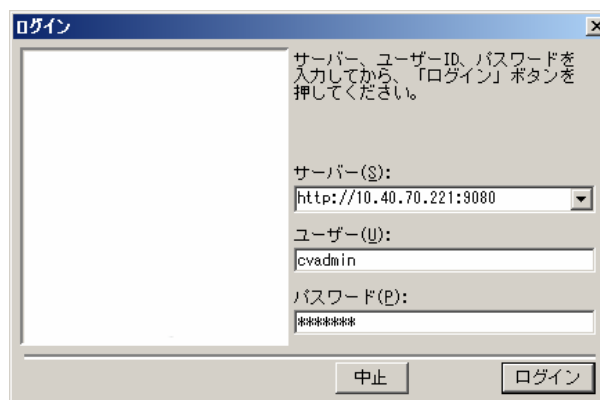 ログイン
サーバー、ユーザーID、パスワードを
入力してから、「ログイン」ボタンを
押してください。
サーバー(S):
http://10.40.70.221:9080
ユーザー(U):
cvadmin
パスワード(P):
*******
中止
ログイン